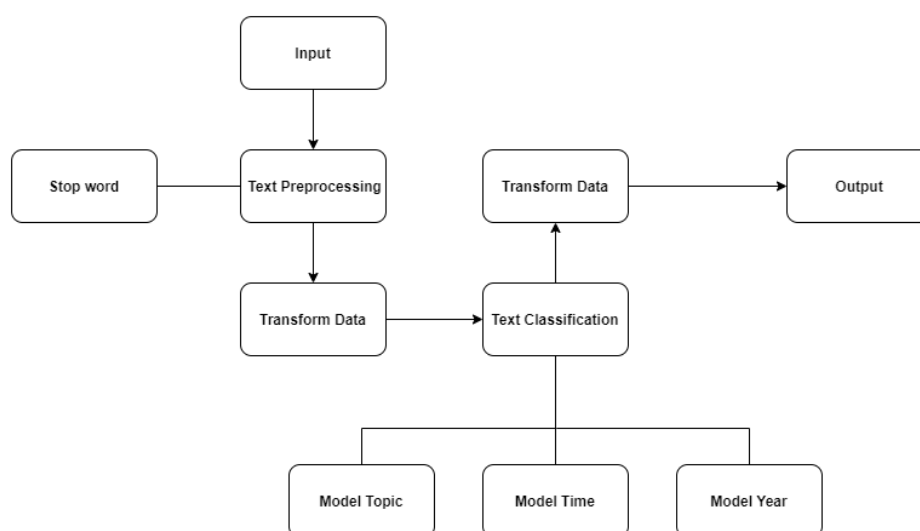 Input
Stop word
Text Preprocessing
Transform Data
Output
Transform Data
Text Classification
Model Topic
Model Time
Model Year